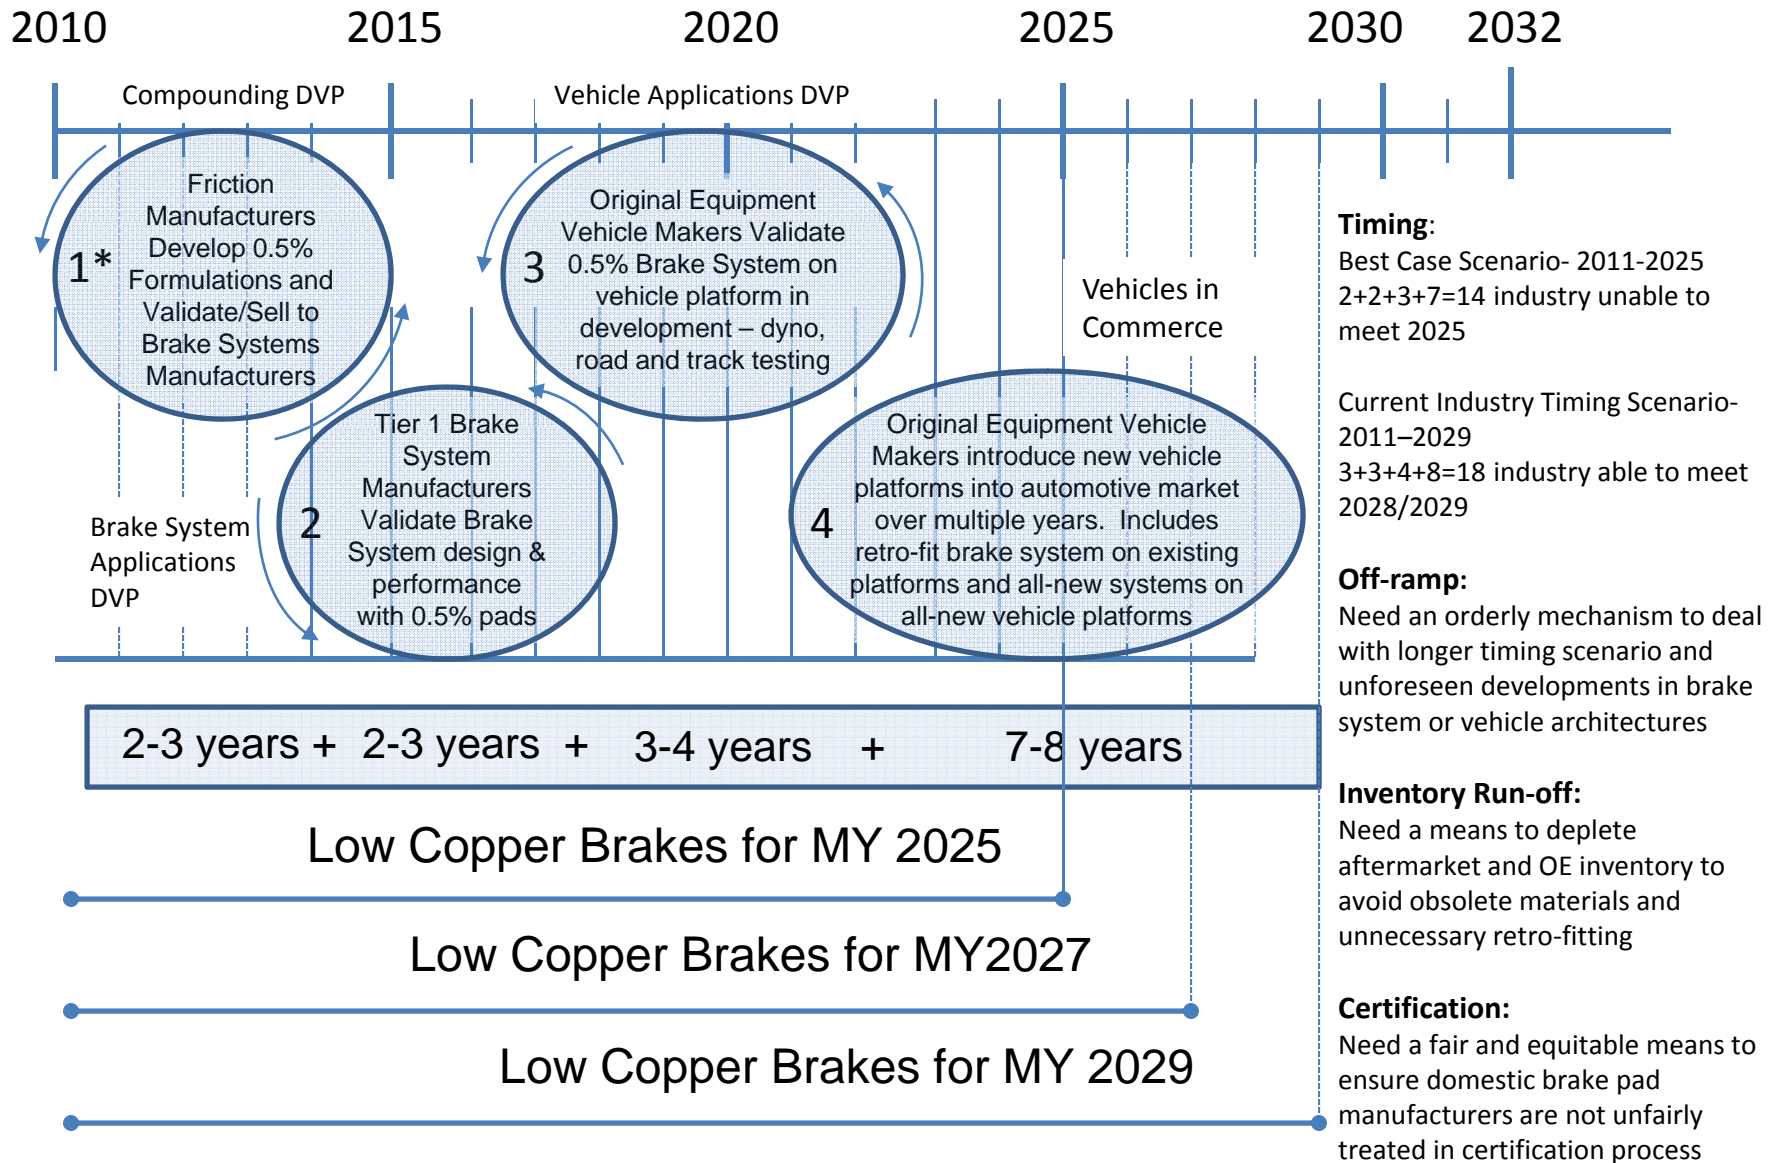 2010 2015 2020 2025 2030 2032
Compounding DVP
Vehicle Applications DVP
1*
Friction
Manufacturers
Develop 0.5%
Formulations and
Validate/Sell to
Brake Systems
Manufacturers
3
Original Equipment
Vehicle Makers Validate
0.5% Brake System on
vehicle platform in
development – dyno,
road and track testing
Vehicles in
Commerce
Brake System
Applications
DVP
2
Tier 1 Brake
System
Manufacturers
Validate Brake
System design &
performance
with 0.5% pads
4
Original Equipment Vehicle
Makers introduce new vehicle
platforms into automotive market
over multiple years. Includes
retro-fit brake system on existing
platforms and all-new systems on
all-new vehicle platforms
2-3 years + 2-3 years + 3-4 years + 7-8 years
Low Copper Brakes for MY 2025
Low Copper Brakes for MY2027
Low Copper Brakes for MY 2029
Timing:
Best Case Scenario- 2011-2025
2+2+3+7=14 industry unable to
meet 2025
Current Industry Timing Scenario-
2011–2029
3+3+4+8=18 industry able to meet
2028/2029
Off-ramp:
Need an orderly mechanism to deal
with longer timing scenario and
unforeseen developments in brake
system or vehicle architectures
Inventory Run-off:
Need a means to deplete
aftermarket and OE inventory to
avoid obsolete materials and
unnecessary retro-fitting
Certification:
Need a fair and equitable means to
ensure domestic brake pad
manufacturers are not unfairly
treated in certification process